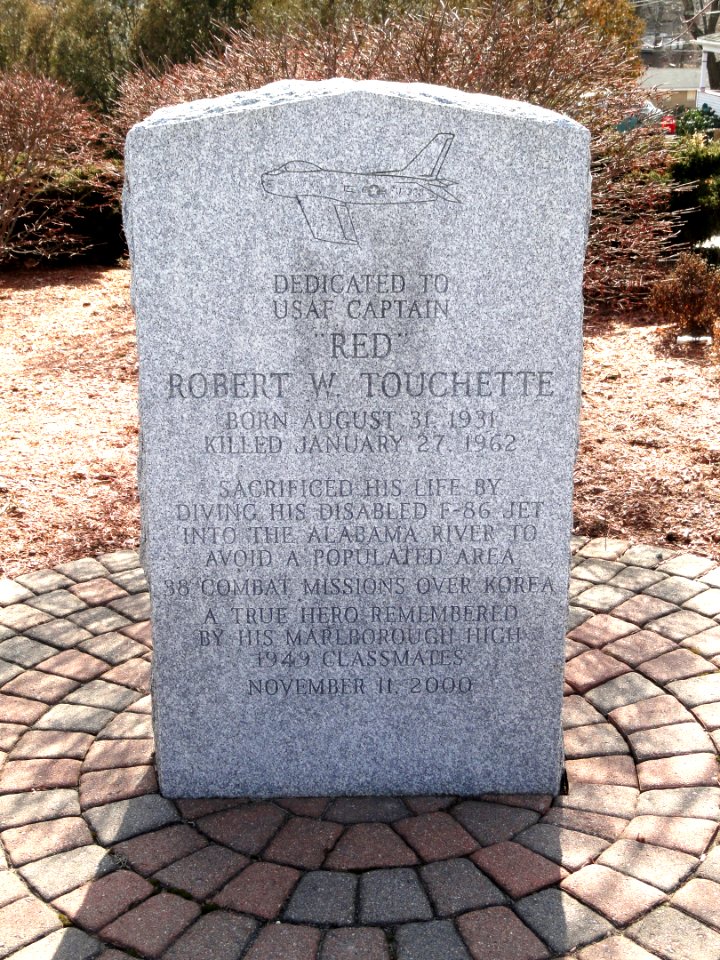 DEDICATED TO
USAF CAPTAIN
"RED"
ROBERT W. TOUCHETTE
BORN AUGUST 31, 1931
KILLED JANUARY 27, 1962
SACRIFICED HIS LIFE BY
DIVING HIS DISABLED F-86 JET
INTO THE ALABAMA RIVER TO
AVOID A POPULATED AREA
38 COMBAT MISSIONS OVER KOREA
A TRUE HERO REMEMBERED
BY HIS MARLBOROUGH HIGH
1949 CLASSMATES
NOVEMBER 11, 2000